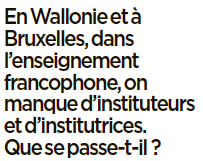 En Wallonie et à
Bruxelles, dans
l'enseignement
francophone, on
manque d'instituteurs
et d'institutrices.
Que se passe-t-il ?